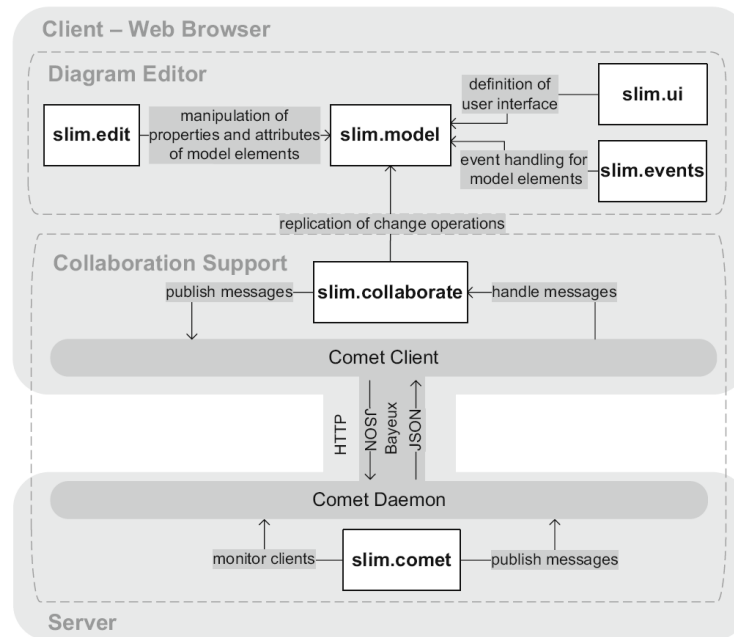 Client – Web Browser
Diagram Editor
slim.edit
manipulation of
properties and attributes
of model elements
slim.model
definition of
user interface
slim.ui
event handling for
model elements
slim.events
replication of change operations
Collaboration Support
publish messages
slim.collaborate
handle messages
Comet Client
HTTP
JSON
Bayeux
JSON
Comet Daemon
monitor clients
slim.comet
publish messages
Server